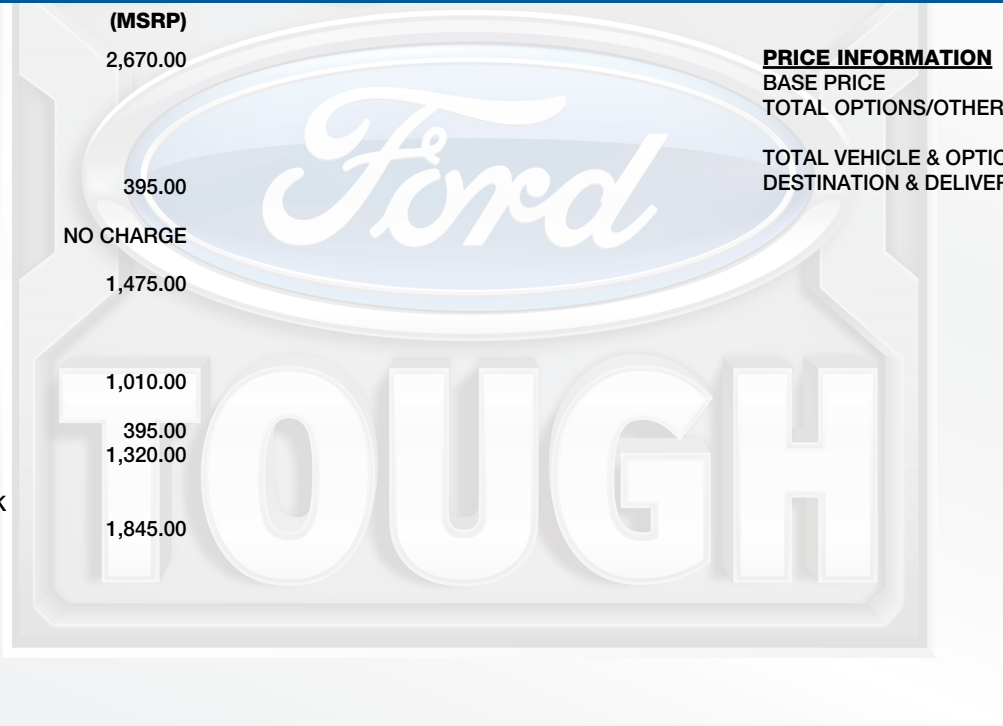 (MSRP)
2,670.00
395.00
NO CHARGE
1,475.00
1,010.00
395.00
1,320.00
K
1,845.00
PRICE INFORMATION
BASE PRICE
TOTAL OPTIONS/OTHER
TOTAL VEHICLE & OPTIO
DESTINATION & DELIVER
Ford
TOUGH